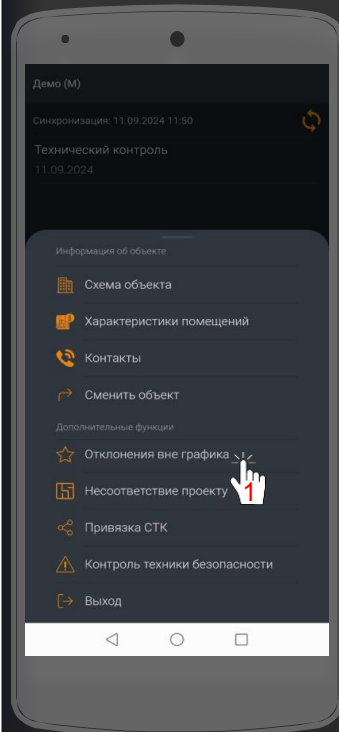 Демо (М)
Синхронизация: 11.09.2024 11:50
Технический контроль
11.09.2024
Информация об объекте
Схема объекта
Характеристики помещений
Контакты
Сменить объект
Дополнительные функции
Отклонения вне графика
Несоответствие проекту
1
Привязка СТК
Контроль техники безопасности
Выход